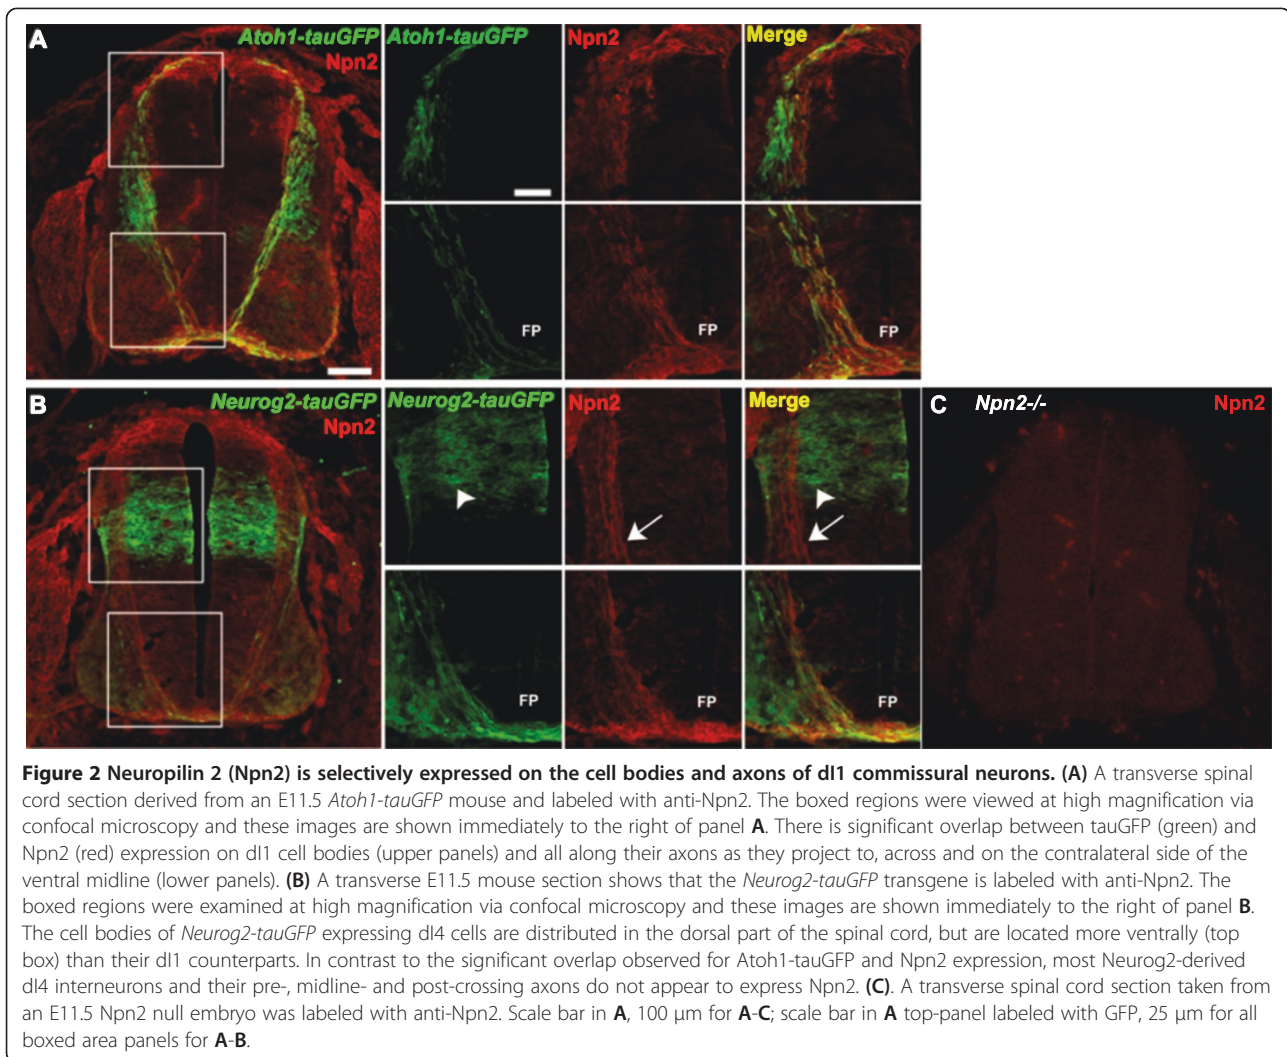 A
Atoh1-tauGFP
Npn2
Atoh1-tauGFP
Npn2
Merge
FP
FP
FP
B
Neurog2-tauGFP
Npn2
Neurog2-tauGFP
Npn2
Merge
FP
FP
FP
C
Npn2-/-
Npn2
Figure 2 Neuropilin 2 (Npn2) is selectively expressed on the cell bodies and axons of dI1 commissural neurons. (A) A transverse spinal
cord section derived from an E11.5 Atoh1-tauGFP mouse and labeled with anti-Npn2. The boxed regions were viewed at high magnification via
confocal microscopy and these images are shown immediately to the right of panel A. There is significant overlap between tauGFP (green) and
Npn2 (red) expression on dI1 cell bodies (upper panels) and all along their axons as they project to, across and on the contralateral side of the
ventral midline (lower panels). (B) A transverse E11.5 mouse section shows that the Neurog2-tauGFP transgene is labeled with anti-Npn2. The
boxed regions were examined at high magnification via confocal microscopy and these images are shown immediately to the right of panel B.
The cell bodies of Neurog2-tauGFP expressing dI4 cells are distributed in the dorsal part of the spinal cord, but are located more ventrally (top
box) than their dI1 counterparts. In contrast to the significant overlap observed for Atoh1-tauGFP and Npn2 expression, most Neurog2-derived
dI4 interneurons and their pre-, midline- and post-crossing axons do not appear to express Npn2. (C). A transverse spinal cord section taken from
an E11.5 Npn2 null embryo was labeled with anti-Npn2. Scale bar in A, 100 μm for A-C; scale bar in A top-panel labeled with GFP, 25 μm for all
boxed area panels for A-B.